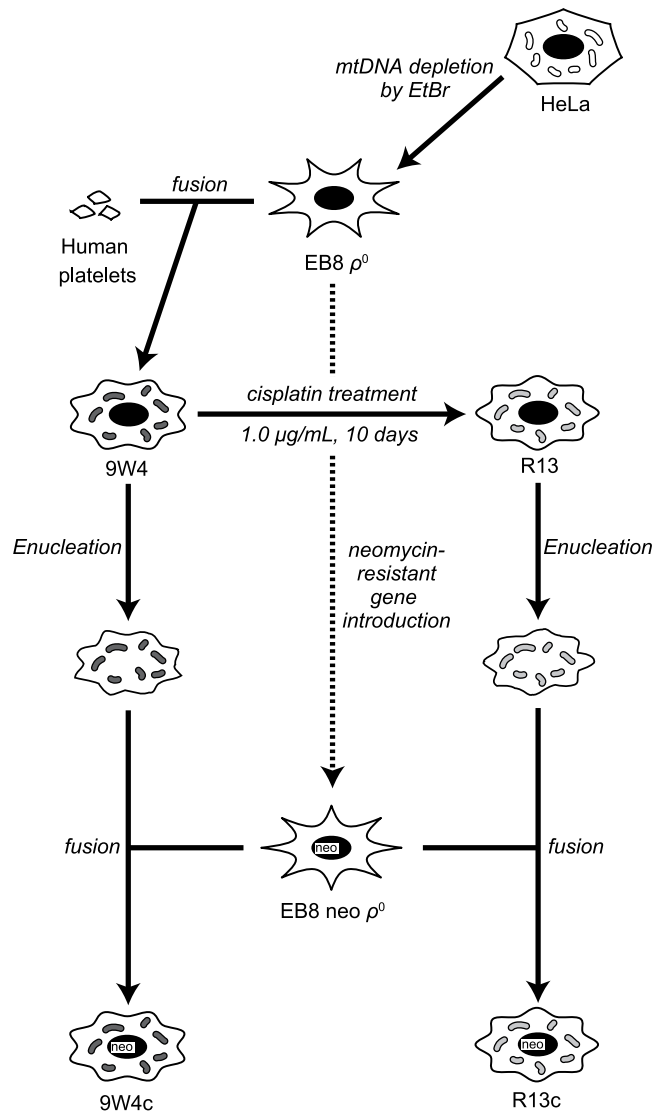 mtDNA depletion
by EtBr
HeLa
fusion
Human
platelets
EB8 ρ⁰
cisplatin treatment
1.0 µg/mL, 10 days
9W4
R13
Enucleation
neomycin-
resistant
gene
introduction
Enucleation
fusion
neo
fusion
EB8 neo ρ⁰
neo
neo
9W4c
R13c